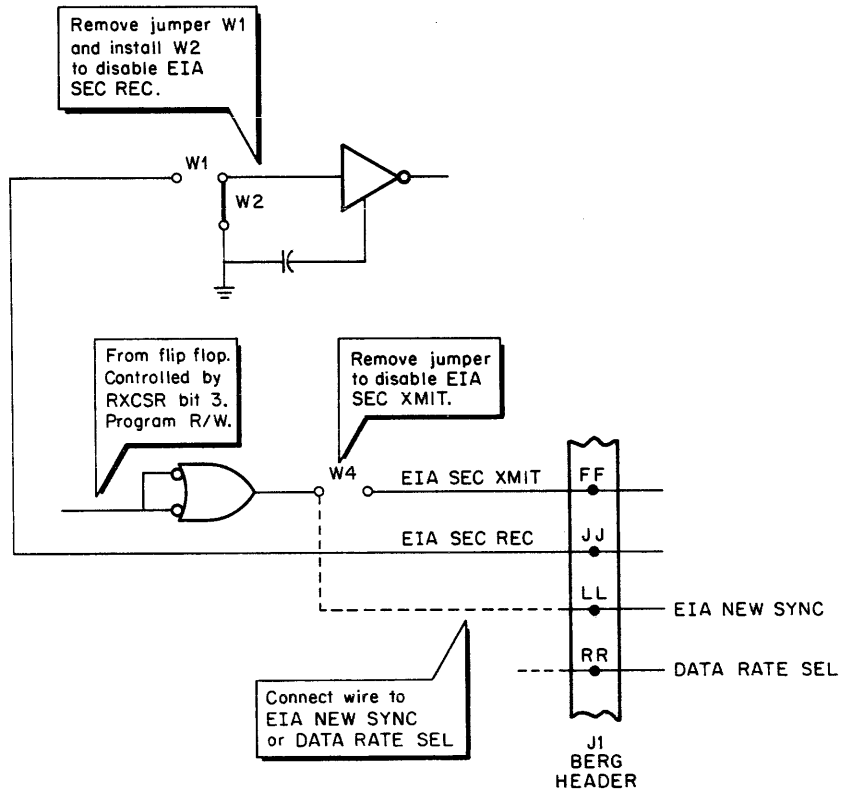 Remove jumper W1
and install W2
to disable EIA
SEC REC.
W1
W2
From flip flop.
Controlled by
RXCSR bit 3.
Program R/W.
Remove jumper
to disable EIA
SEC XMIT.
W4
EIA SEC XMIT
FF
EIA SEC REC
JJ
LL
EIA NEW SYNC
RR
DATA RATE SEL
Connect wire to
EIA NEW SYNC
or DATA RATE SEL
J1
BERG
HEADER